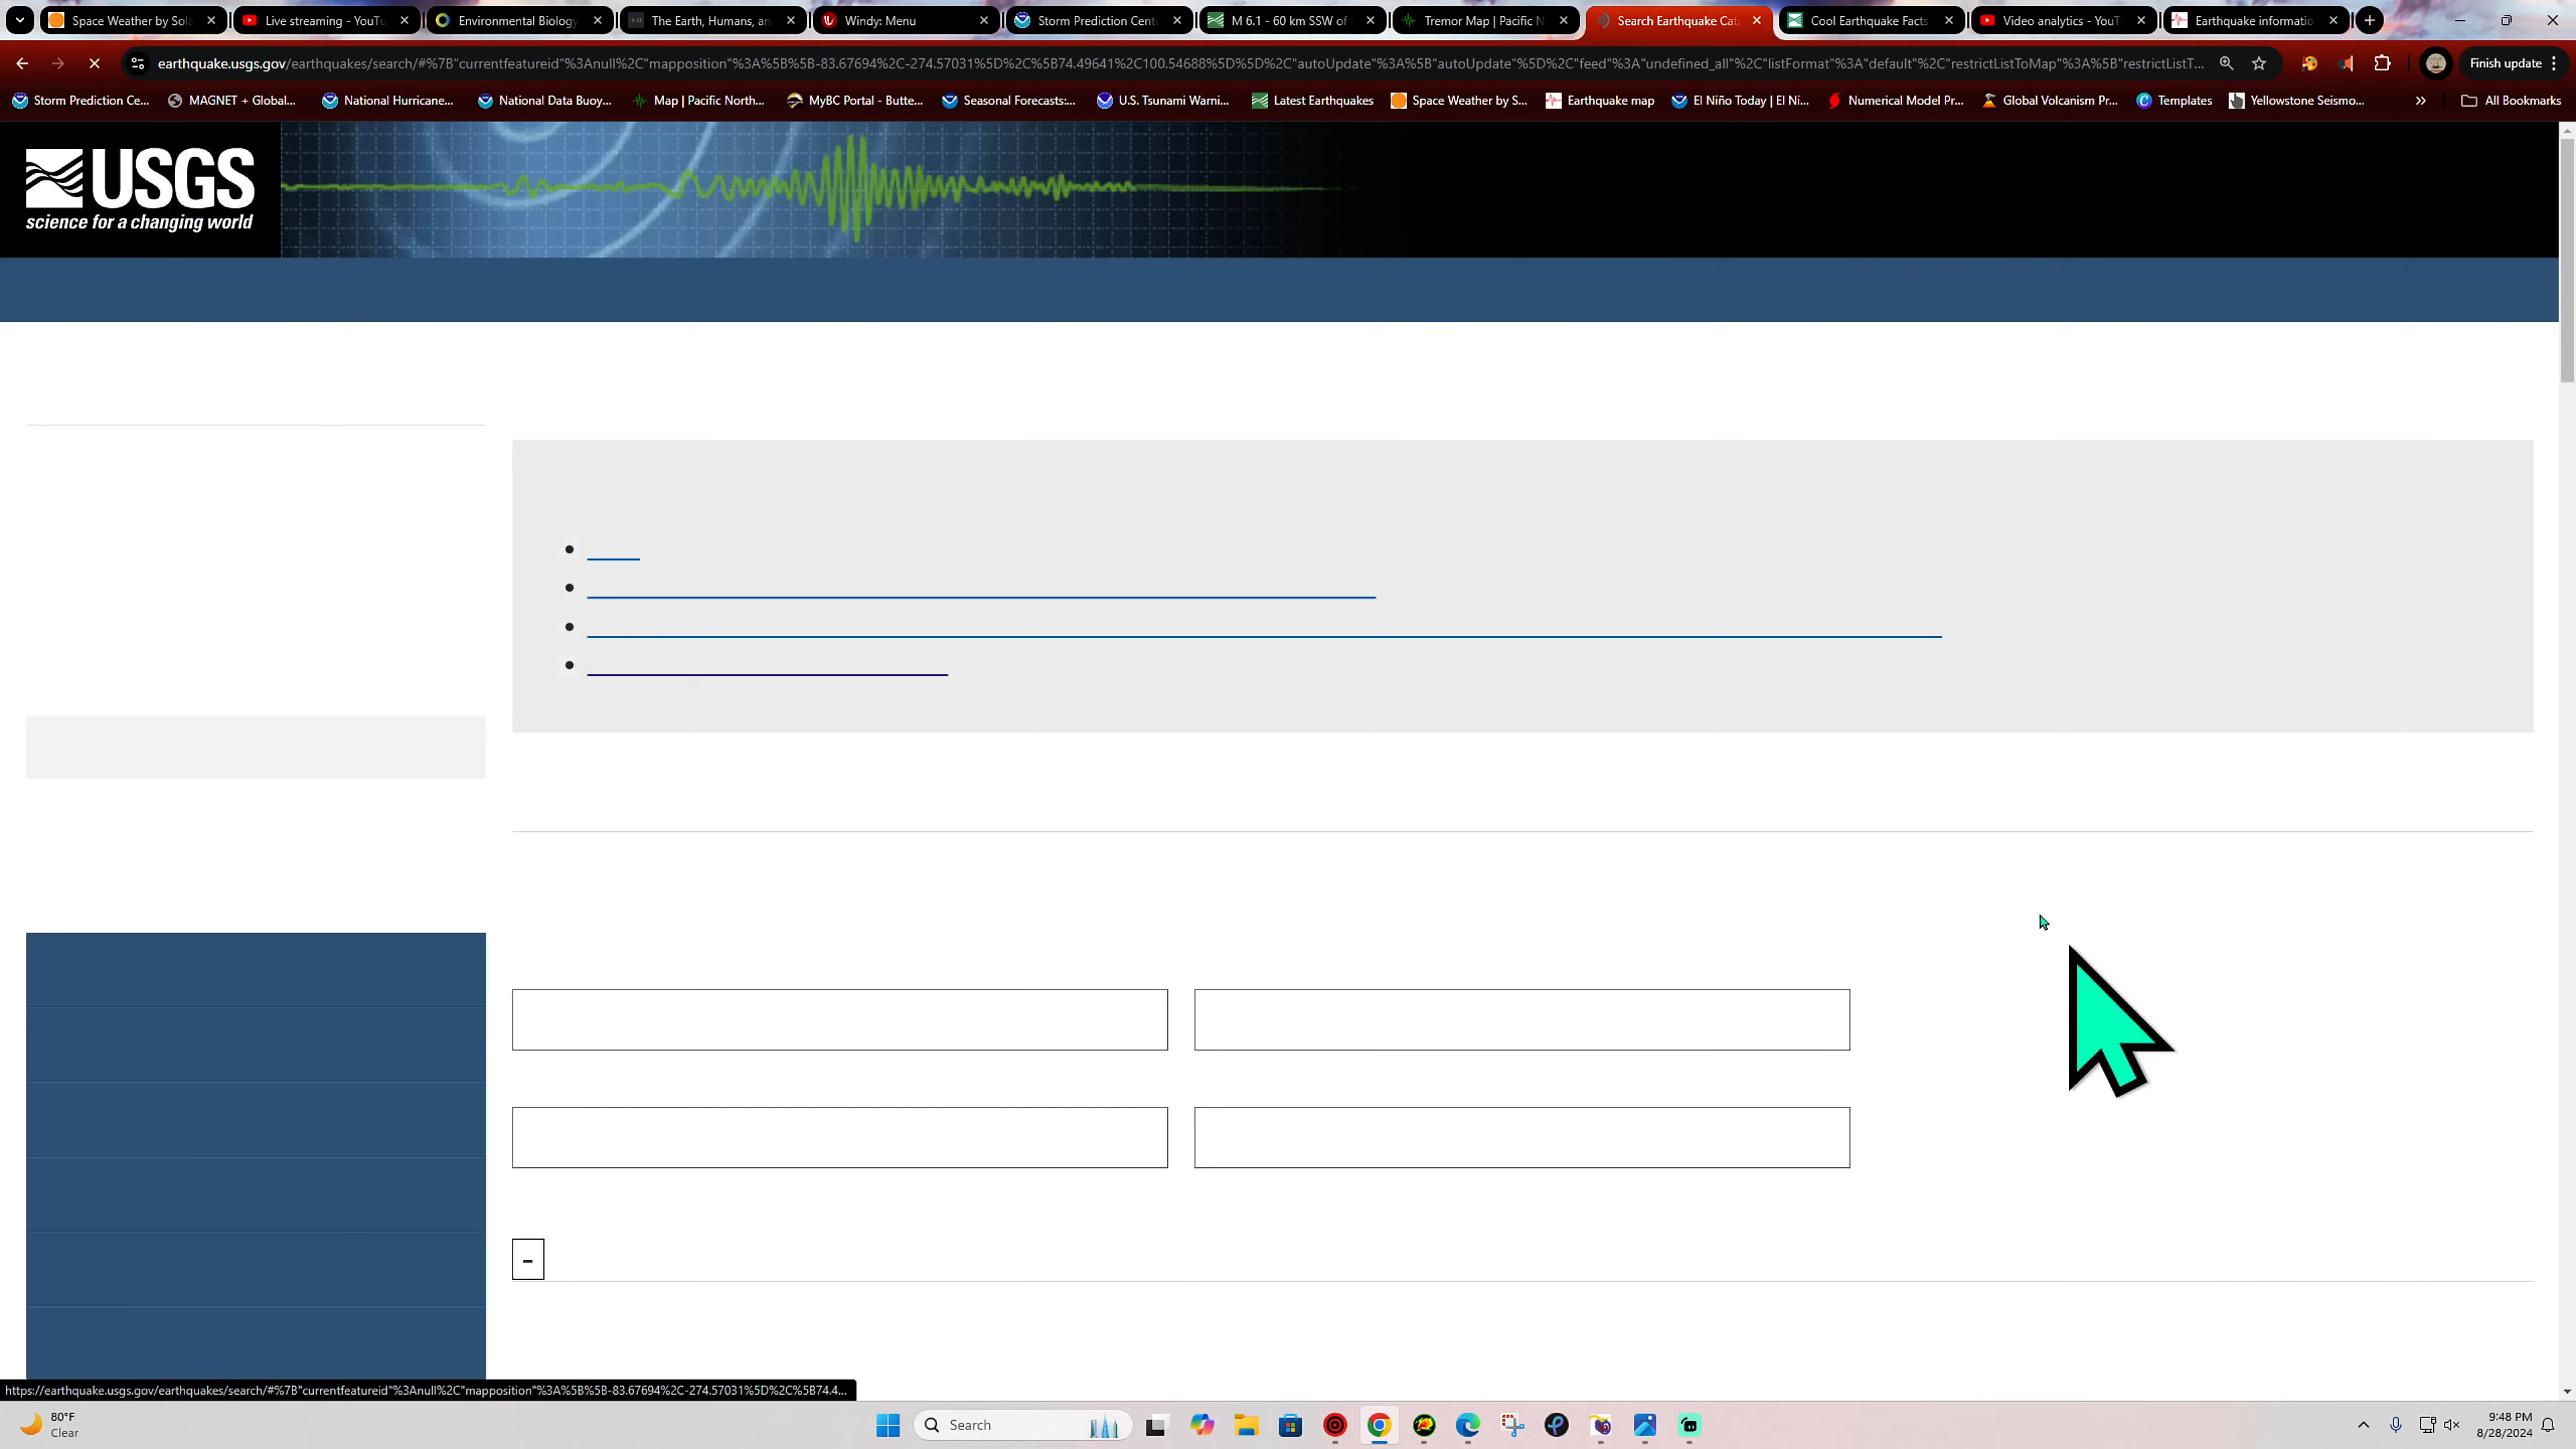 Space Weather by Sola
Live streaming - YouTu
Environmental Biology
The Earth, Humans, an
Windy: Menu
Storm Prediction Cente
M 6.1 - 60 km SSW of
Tremor Map | Pacific N
Search Earthquake Cat
Cool Earthquake Facts
Video analytics - YouTu
Earthquake informatio
earthquake.usgs.gov/earthquakes/search/#%7B"currentfeatureid"%3Anull%2C"mapposition"%3A%5B%5B-83.67694%2C-274.57031%5D%2C%5B74.49641%2C100.54688%5D%5D%2C"autoUpdate"%3A%5B"autoUpdate"%5D%2C"feed"%3A"undefined_all"%2C"listFormat"%3A"default"%2C"restrictListToMap"%3A%5B"restrictListT...
Finish update
Storm Prediction Ce...
MAGNET + Global...
National Hurricane...
National Data Buoy...
Map | Pacific North...
MyBC Portal - Butte...
Seasonal Forecasts:...
U.S. Tsunami Warni...
Latest Earthquakes
Space Weather by S...
Earthquake map
El Niño Today | El Ni...
Numerical Model Pr...
Global Volcanism Pr...
Templates
Yellowstone Seismo...
All Bookmarks
USGS
science for a changing world
https://earthquake.usgs.gov/earthquakes/search/#%7B"currentfeatureid"%3Anull%2C"mapposition"%3A%5B%5B-83.67694%2C-274.57031%5D%2C%5B74.4...
80°F
Clear
Search
9:48 PM
8/28/2024